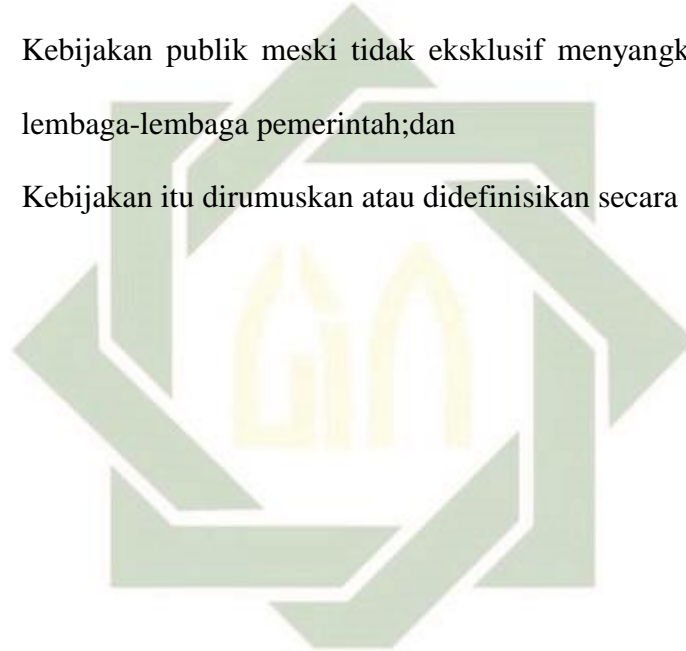 Kebijakan publik meski tidak eksklusif menyangk
lembaga-lembaga pemerintah;dan
Kebijakan itu dirumuskan atau didefinisikan secara